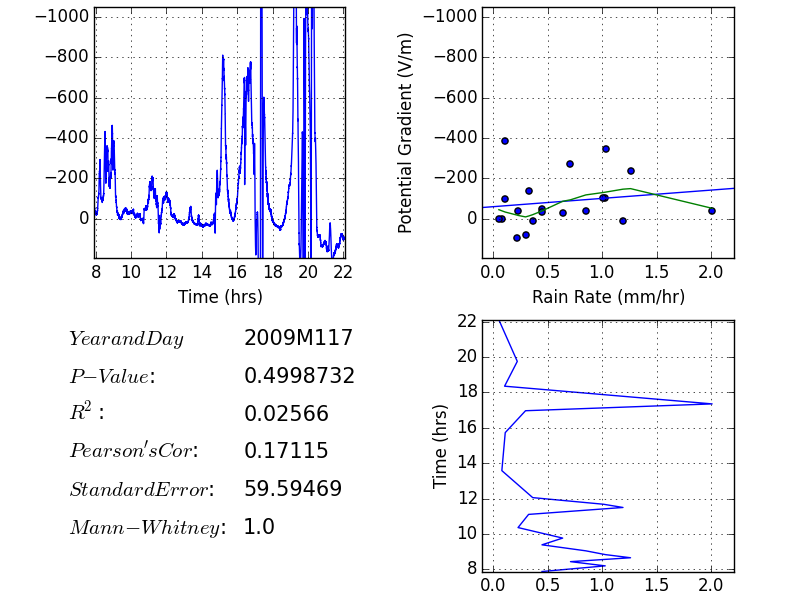 −1000
−800
−600
−400
−200
0
8 10 12 14 16 18 20 22
Time (hrs)
Potential Gradient (V/m)
−1000
−800
−600
−400
−200
0
0.0 0.5 1.0 1.5 2.0
Rain Rate (mm/hr)
YearandDay 2009M117
P−Value: 0.4998732
R² : 0.02566
Pearson′sCor: 0.17115
StandardError: 59.59469
Mann−Whitney: 1.0
Time (hrs)
22
20
18
16
14
12
10
8
0.0 0.5 1.0 1.5 2.0